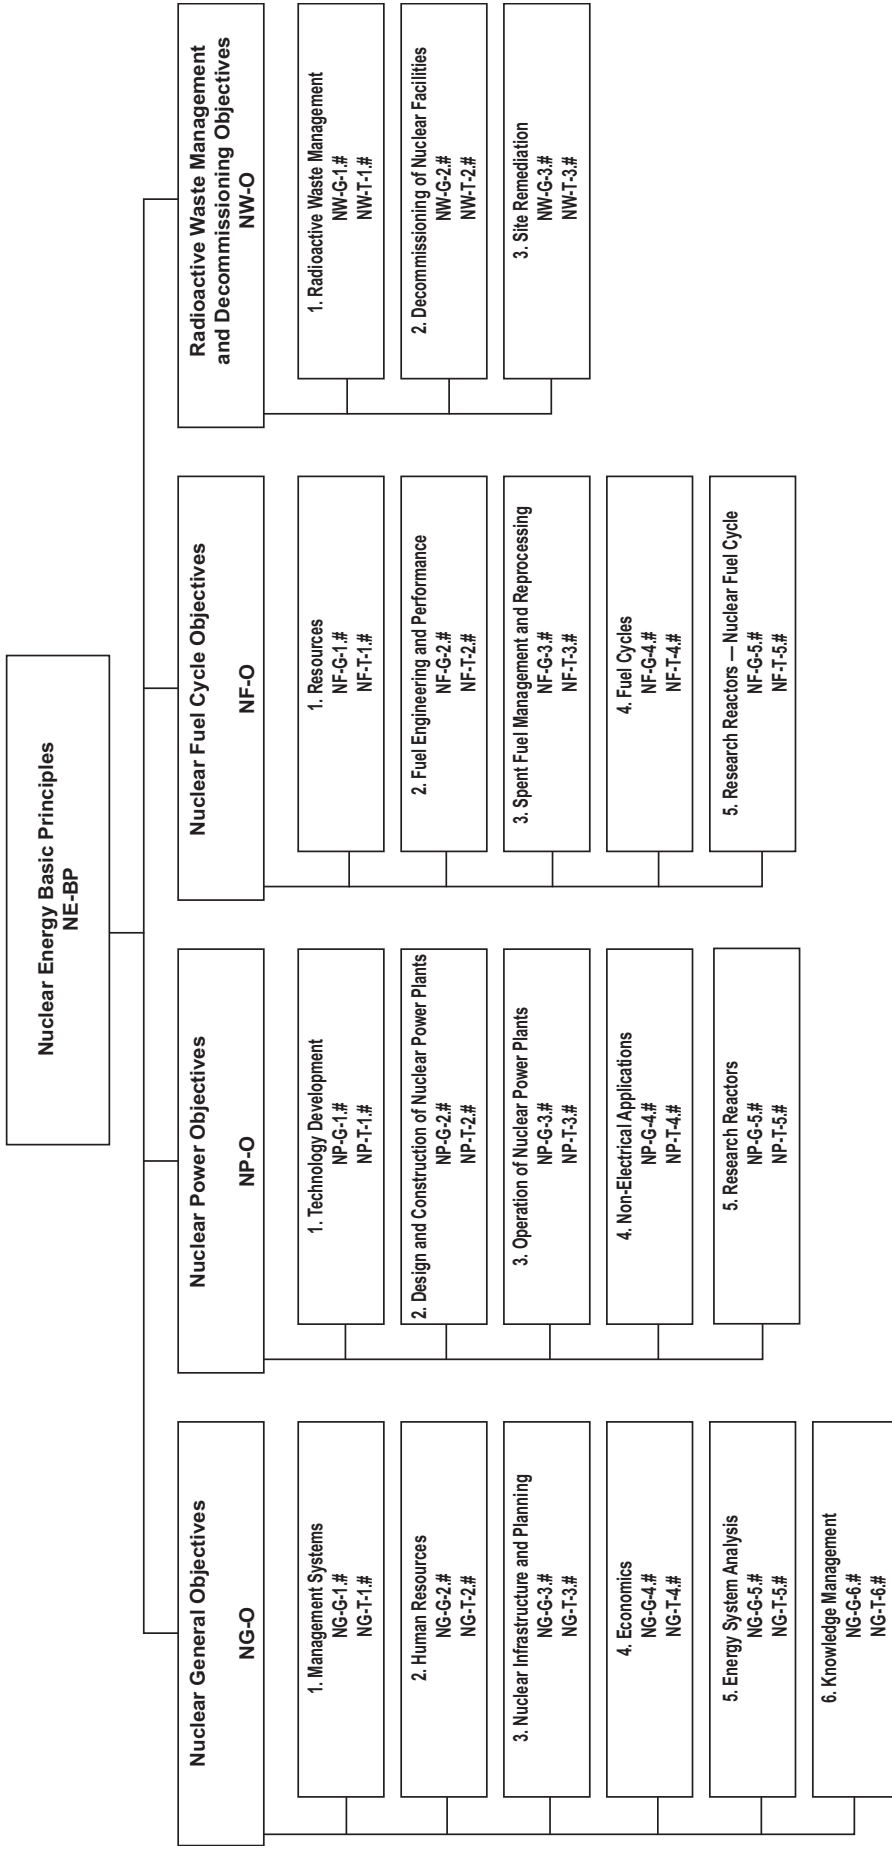 Nuclear Energy Basic Principles
NE-BP
Nuclear General Objectives
NG-O
1. Management Systems
NG-G-1.#
NG-T-1.#
2. Human Resources
NG-G-2.#
NG-T-2.#
3. Nuclear Infrastructure and Planning
NG-G-3.#
NG-T-3.#
4. Economics
NG-G-4.#
NG-T-4.#
5. Energy System Analysis
NG-G-5.#
NG-T-5.#
6. Knowledge Management
NG-G-6.#
NG-T-6.#
Nuclear Power Objectives
NP-O
1. Technology Development
NP-G-1.#
NP-T-1.#
2. Design and Construction of Nuclear Power Plants
NP-G-2.#
NP-T-2.#
3. Operation of Nuclear Power Plants
NP-G-3.#
NP-T-3.#
4. Non-Electrical Applications
NP-G-4.#
NP-T-4.#
5. Research Reactors
NP-G-5.#
NP-T-5.#
Nuclear Fuel Cycle Objectives
NF-O
1. Resources
NF-G-1.#
NF-T-1.#
2. Fuel Engineering and Performance
NF-G-2.#
NF-T-2.#
3. Spent Fuel Management and Reprocessing
NF-G-3.#
NF-T-3.#
4. Fuel Cycles
NF-G-4.#
NF-T-4.#
5. Research Reactors — Nuclear Fuel Cycle
NF-G-5.#
NF-T-5.#
Radioactive Waste Management
and Decommissioning Objectives
NW-O
1. Radioactive Waste Management
NW-G-1.#
NW-T-1.#
2. Decommissioning of Nuclear Facilities
NW-G-2.#
NW-T-2.#
3. Site Remediation
NW-G-3.#
NW-T-3.#